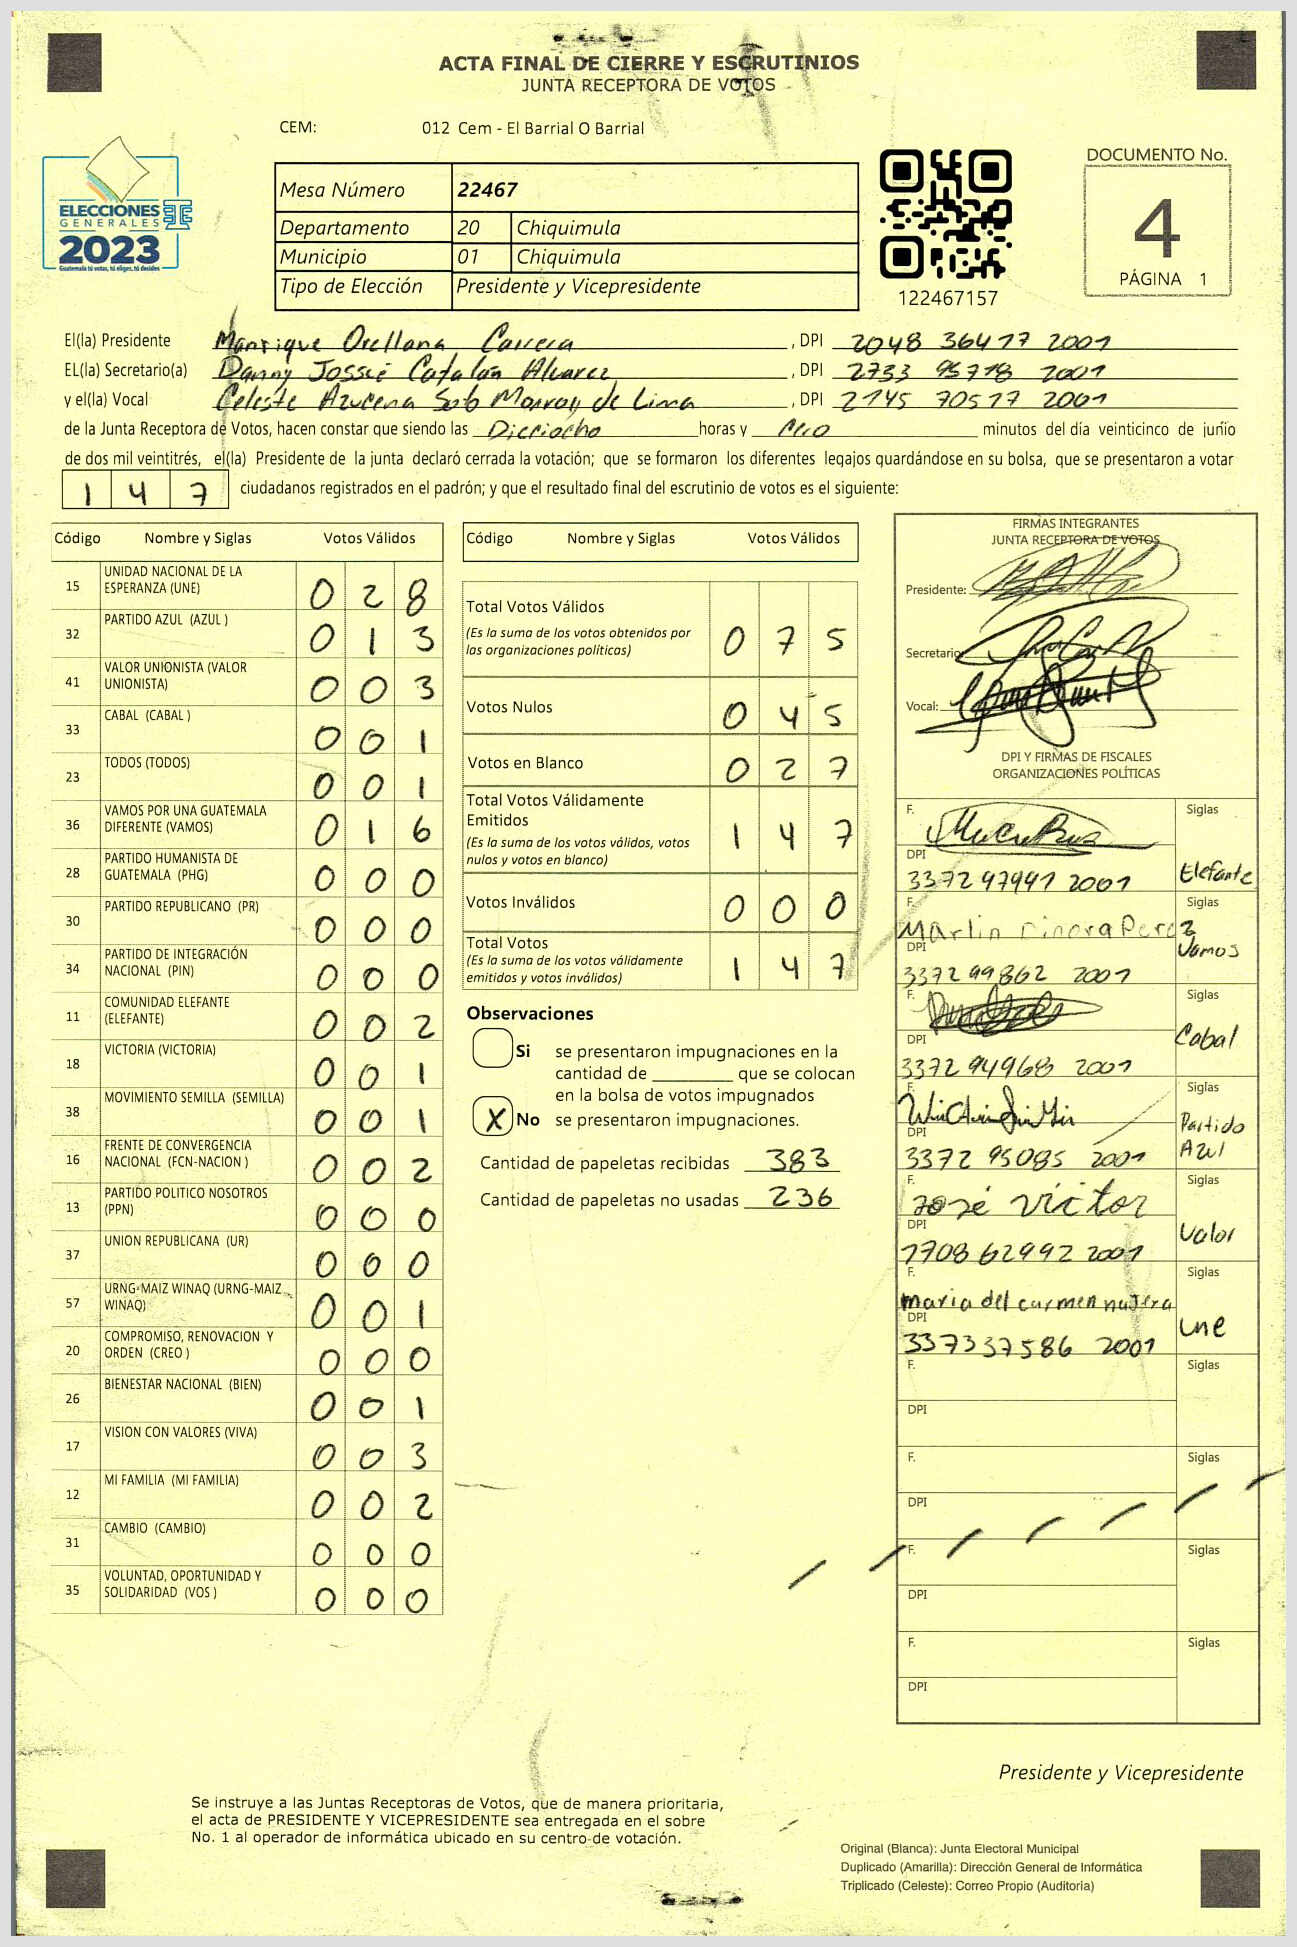 ACTA FINAL DE CIERRE Y ESCRUTINIOS
JUNTA RECEPTORA DE VOTOS
CEM: 012 Cem - El Barrial O Barrial
DOCUMENTO No.
4
PÁGINA 1
ELECCIONES
GENERALES
2023
Guatemala tú votas, tú eliges, tú decides
Mesa Número 22467
Departamento 20 Chiquimula
Municipio 01 Chiquimula
Tipo de Elección Presidente y Vicepresidente
122467157
El(la) Presidente Manrique Orellana Carrera, DPI 2048 36417 2001
EL(la) Secretario(a) Danny Jossué Catalán Alvarez, DPI 2733 95718 2001
y el(la) Vocal Celeste Azucena Monroy de Lima, DPI 2145 70517 2001
de la Junta Receptora de Votos, hacen constar que siendo las Dieciocho horas y cero minutos del día veinticinco de junio
de dos mil veintitrés, el(la) Presidente de la junta declaró cerrada la votación; que se formaron los diferentes legajos guardándose en su bolsa, que se presentaron a votar
1 4 7 ciudadanos registrados en el padrón; y que el resultado final del escrutinio de votos es el siguiente:
Código Nombre y Siglas Votos Válidos
15 UNIDAD NACIONAL DE LA ESPERANZA (UNE) 0 2 8
32 PARTIDO AZUL (AZUL ) 0 1 3
41 VALOR UNIONISTA (VALOR UNIONISTA) 0 0 3
33 CABAL (CABAL ) 0 0 1
23 TODOS (TODOS) 0 0 1
36 VAMOS POR UNA GUATEMALA DIFERENTE (VAMOS) 0 1 6
28 PARTIDO HUMANISTA DE GUATEMALA (PHG) 0 0 0
30 PARTIDO REPUBLICANO (PR) 0 0 0
34 PARTIDO DE INTEGRACIÓN NACIONAL (PIN) 0 0 0
11 COMUNIDAD ELEFANTE (ELEFANTE) 0 0 2
18 VICTORIA (VICTORIA) 0 0 1
38 MOVIMIENTO SEMILLA (SEMILLA) 0 0 1
16 FRENTE DE CONVERGENCIA NACIONAL (FCN-NACION ) 0 0 2
13 PARTIDO POLITICO NOSOTROS (PPN) 0 0 0
37 UNION REPUBLICANA (UR) 0 0 0
57 URNG-MAIZ WINAQ (URNG-MAIZ WINAQ) 0 0 1
20 COMPROMISO, RENOVACION Y ORDEN (CREO ) 0 0 0
26 BIENESTAR NACIONAL (BIEN) 0 0 1
17 VISION CON VALORES (VIVA) 0 0 3
12 MI FAMILIA (MI FAMILIA) 0 0 2
31 CAMBIO (CAMBIO) 0 0 0
35 VOLUNTAD, OPORTUNIDAD Y SOLIDARIDAD (VOS ) 0 0 0
Código Nombre y Siglas Votos Válidos
Total Votos Válidos 0 7 5
(Es la suma de los votos obtenidos por
las organizaciones políticas)
Votos Nulos 0 4 5
Votos en Blanco 0 2 7
Total Votos Válidamente
Emitidos 1 4 7
(Es la suma de los votos válidos, votos
nulos y votos en blanco)
Votos Inválidos 0 0 0
Total Votos 1 4 7
(Es la suma de los votos válidamente
emitidos y votos inválidos)
Observaciones
Si se presentaron impugnaciones en la
cantidad de ________ que se colocan
en la bolsa de votos impugnados
X No se presentaron impugnaciones.
Cantidad de papeletas recibidas 383
Cantidad de papeletas no usadas 236
FIRMAS INTEGRANTES
JUNTA RECEPTORA DE VOTOS
Presidente:
Secretario:
Vocal:
DPI Y FIRMAS DE FISCALES
ORGANIZACIONES POLÍTICAS
F. Siglas
DPI 3372 97991 2001 Elefante
F. Marlin Perez Siglas
DPI 3372 99862 2001 Vamos
F. Siglas
DPI 3372 94968 2001 Cabal
F. Siglas
DPI 3372 95085 2001 Partido Azul
F. José Victor Siglas
DPI 1708 62992 2001 Valor
F. maria del carmen najera Siglas
DPI 3373 37586 2001 une
F. Siglas
DPI
F. Siglas
DPI
F. Siglas
DPI
F. Siglas
DPI
Presidente y Vicepresidente
Se instruye a las Juntas Receptoras de Votos, que de manera prioritaria,
el acta de PRESIDENTE Y VICEPRESIDENTE sea entregada en el sobre
No. 1 al operador de informática ubicado en su centro de votación.
Original (Blanca): Junta Electoral Municipal
Duplicado (Amarilla): Dirección General de Informática
Triplicado (Celeste): Correo Propio (Auditoria)